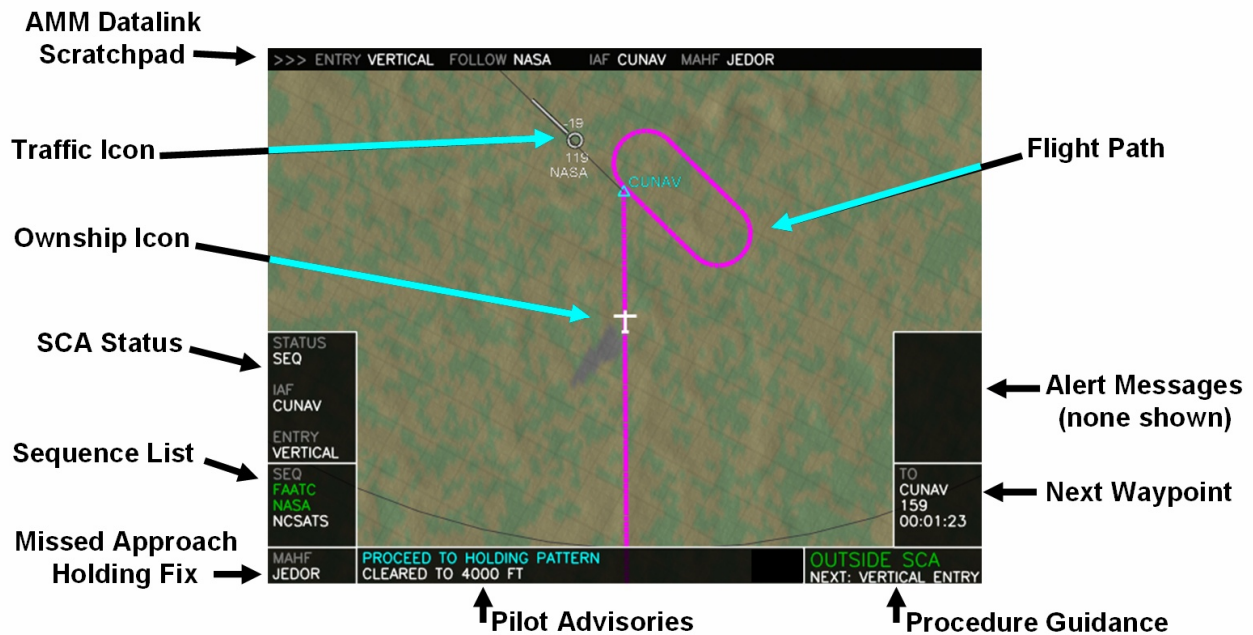 AMM Datalink
Scratchpad
>>> ENTRY VERTICAL FOLLOW NASA IAF CUNAV MAHF JEDOR
Traffic Icon
-19
119
NASA
CUNAV
Flight Path
Ownship Icon
SCA Status
STATUS
SEQ
IAF
CUNAV
ENTRY
VERTICAL
Alert Messages
(none shown)
Sequence List
SEQ
FAATC
NASA
NCSATS
TO
CUNAV
159
00:01:23
Next Waypoint
Missed Approach
Holding Fix
MAHF
JEDOR
PROCEED TO HOLDING PATTERN
CLEARED TO 4000 FT
OUTSIDE SCA
NEXT: VERTICAL ENTRY
Pilot Advisories
Procedure Guidance